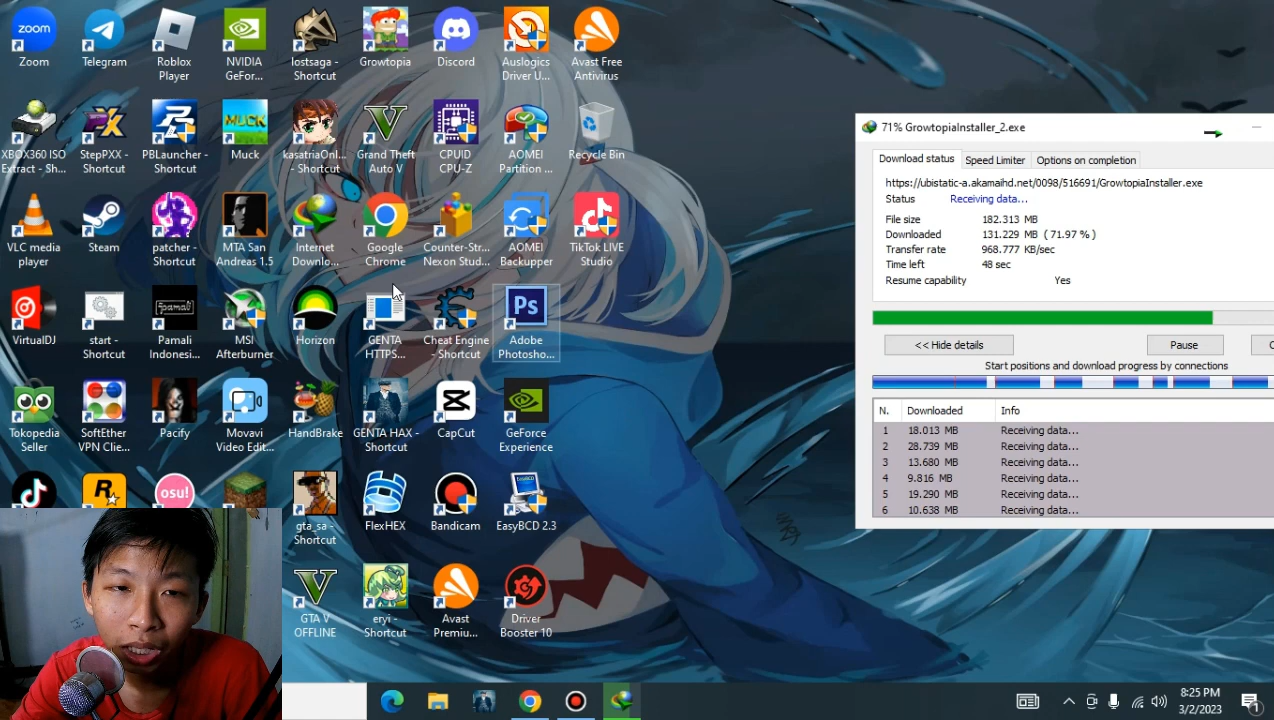 zoom
Zoom
Telegram
Roblox
Player
NVIDIA
GeFor...
lostsaga -
Shortcut
Growtopia
Discord
Auslogics
Driver U...
Avast Free
Antivirus
XBOX360 ISO
Extract - Sh...
StepPXX -
Shortcut
PBLauncher -
Shortcut
MUCK
Muck
kasatriaOnl...
- Shortcut
Grand Theft
Auto V
CPUID
CPU-Z
AOMEI
Partition ...
Recycle Bin
VLC media
player
Steam
patcher -
Shortcut
MTA San
Andreas 1.5
Internet
Downlo...
Google
Chrome
Counter-Str...
Nexon Stud...
AOMEI
Backupper
TikTok LIVE
Studio
VirtualDJ
start -
Shortcut
Pamali
Pamali
Indonesi...
MSI
Afterburner
Horizon
GENTA
HTTPS...
Cheat Engine
- Shortcut
Ps
Adobe
Photosho...
Tokopedia
Seller
SoftEther
VPN Clie...
Pacify
Movavi
Video Edit...
HandBrake
GENTA HAX -
Shortcut
CapCut
GeForce
Experience
R
osu!
gta_sa -
Shortcut
FlexHEX
Bandicam
EasyBCD 2.3
GTA V
OFFLINE
eryi -
Shortcut
Avast
Premiu...
Driver
Booster 10
71% GrowtopiaInstaller_2.exe
Download status Speed Limiter Options on completion
https://ubistatic-a.akamaihd.net/0098/516691/GrowtopiaInstaller.exe
Status Receiving data...
File size 182.313 MB
Downloaded 131.229 MB ( 71.97 % )
Transfer rate 968.777 KB/sec
Time left 48 sec
Resume capability Yes
<< Hide details Pause
Start positions and download progress by connections
N. Downloaded Info
1 18.013 MB Receiving data...
2 28.739 MB Receiving data...
3 13.680 MB Receiving data...
4 9.816 MB Receiving data...
5 19.290 MB Receiving data...
6 10.638 MB Receiving data...
8:25 PM
3/2/2023
1